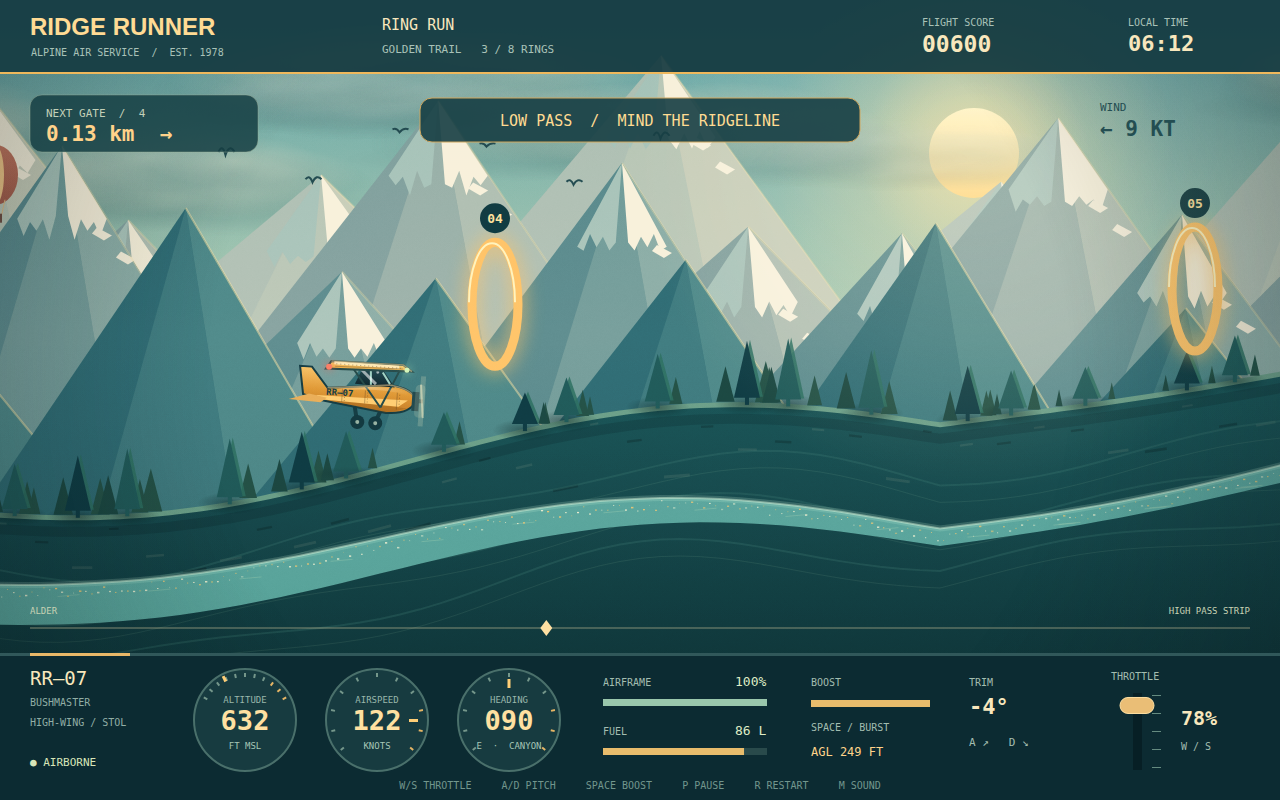 RIDGE RUNNER
ALPINE AIR SERVICE / EST. 1978
RING RUN
GOLDEN TRAIL 3 / 8 RINGS
FLIGHT SCORE
00600
LOCAL TIME
06:12
NEXT GATE / 4
0.13 km →
LOW PASS / MIND THE RIDGELINE
WIND
← 9 KT
04
05
RR—07
ALDER
HIGH PASS STRIP
RR—07
BUSHMASTER
HIGH-WING / STOL
● AIRBORNE
ALTITUDE
632
FT MSL
AIRSPEED
122
KNOTS
HEADING
090
E · CANYON
AIRFRAME 100%
FUEL 86 L
BOOST
SPACE / BURST
AGL 249 FT
TRIM
-4°
A ↗ D ↘
THROTTLE
78%
W / S
W/S THROTTLE A/D PITCH SPACE BOOST P PAUSE R RESTART M SOUND